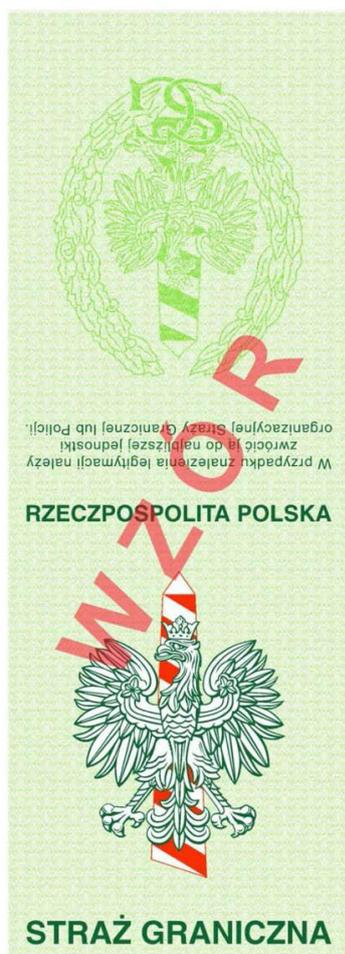 SG
W przypadku znalezienia legitymacji należy
zwrócić ją do najbliższej jednostki
organizacyjnej Straży Granicznej lub Policji.
RZECZPOSPOLITA POLSKA
WZÓR
STRAŻ GRANICZNA